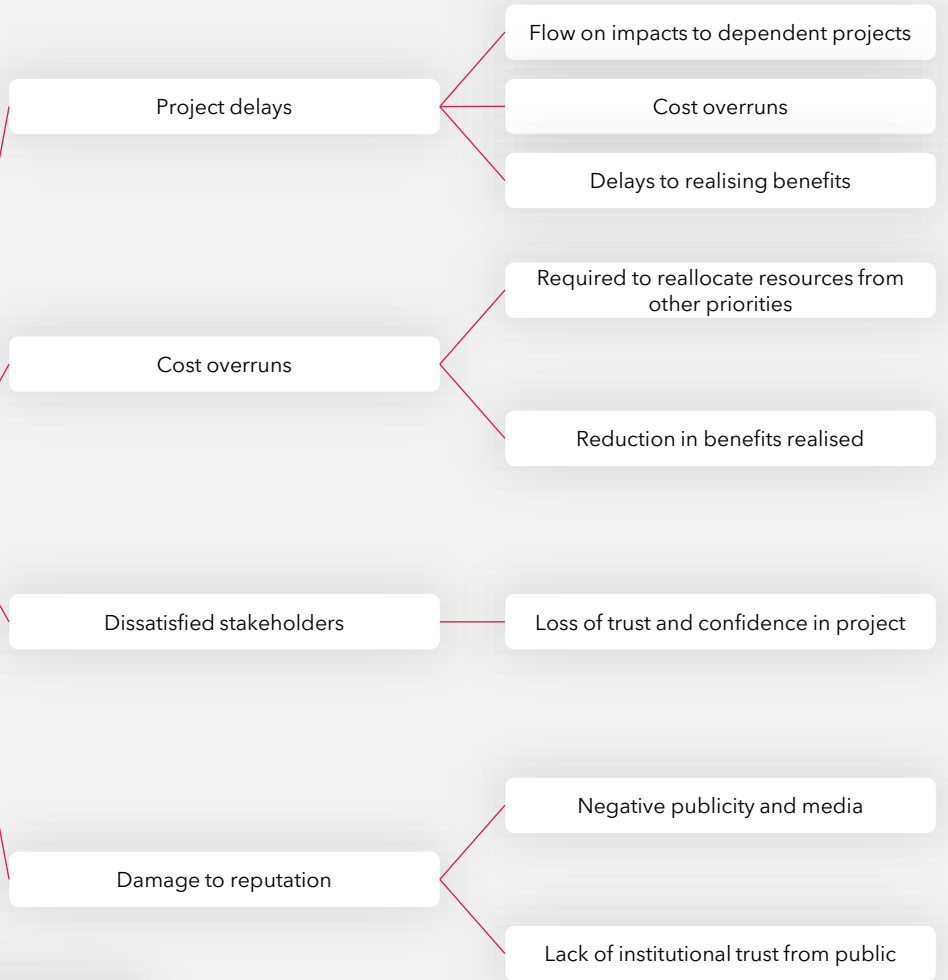 Flow on impacts to dependent projects
Project delays
Cost overruns
Delays to realising benefits
Required to reallocate resources from
other priorities
Cost overruns
Reduction in benefits realised
Dissatisfied stakeholders
Loss of trust and confidence in project
Negative publicity and media
Damage to reputation
Lack of institutional trust from public